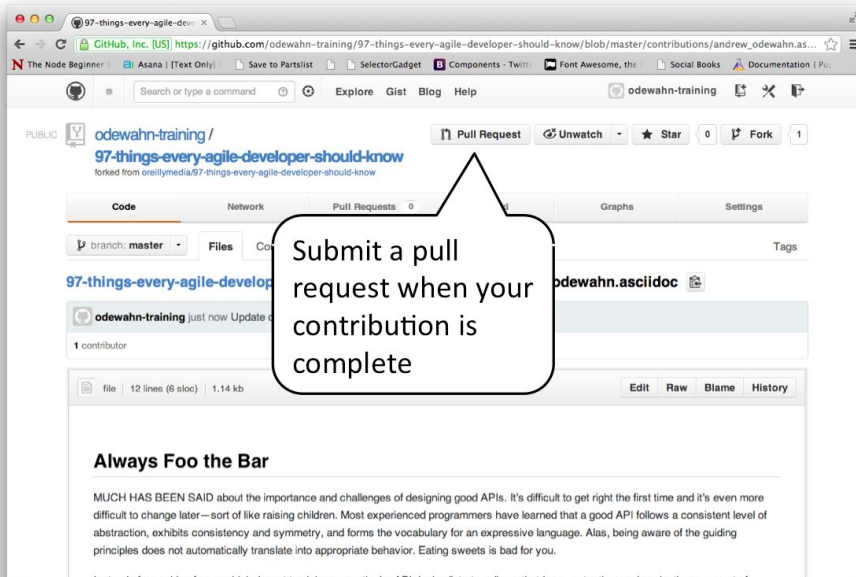 97-things-every-agile-deve
GitHub, Inc. [US] https://github.com/odewahn-training/97-things-every-agile-developer-should-know/blob/master/contributions/andrew_odewahn.as...
The Node Beginner Asana | [Text Only] Save to Partslist SelectorGadget Components · Twitt Font Awesome, the Social Books Documentation | Pu
Search or type a command Explore Gist Blog Help odewahn-training
PUBLIC odewahn-training / Pull Request Unwatch Star 0 Fork 1
97-things-every-agile-developer-should-know
forked from oreillymedia/97-things-every-agile-developer-should-know
Code Network Pull Requests 0 Graphs Settings
branch: master Files Co Tags
Submit a pull
request when your
contribution is
complete
97-things-every-agile-develop odewahn.asciidoc
odewahn-training just now Update
1 contributor
file 12 lines (6 sloc) 1.14 kb Edit Raw Blame History
Always Foo the Bar
MUCH HAS BEEN SAID about the importance and challenges of designing good APIs. It's difficult to get right the first time and it's even more
difficult to change later—sort of like raising children. Most experienced programmers have learned that a good API follows a consistent level of
abstraction, exhibits consistency and symmetry, and forms the vocabulary for an expressive language. Alas, being aware of the guiding
principles does not automatically translate into appropriate behavior. Eating sweets is bad for you.